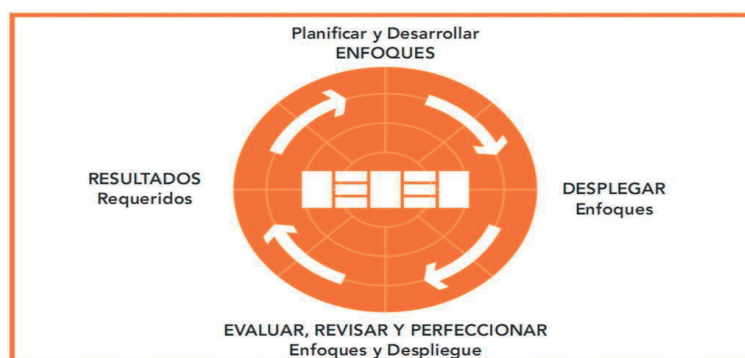 Planificar y Desarrollar
ENFOQUES
RESULTADOS
Requeridos
DESPLEGAR
Enfoques
EVALUAR, REVISAR Y PERFECCIONAR
Enfoques y Despliegue